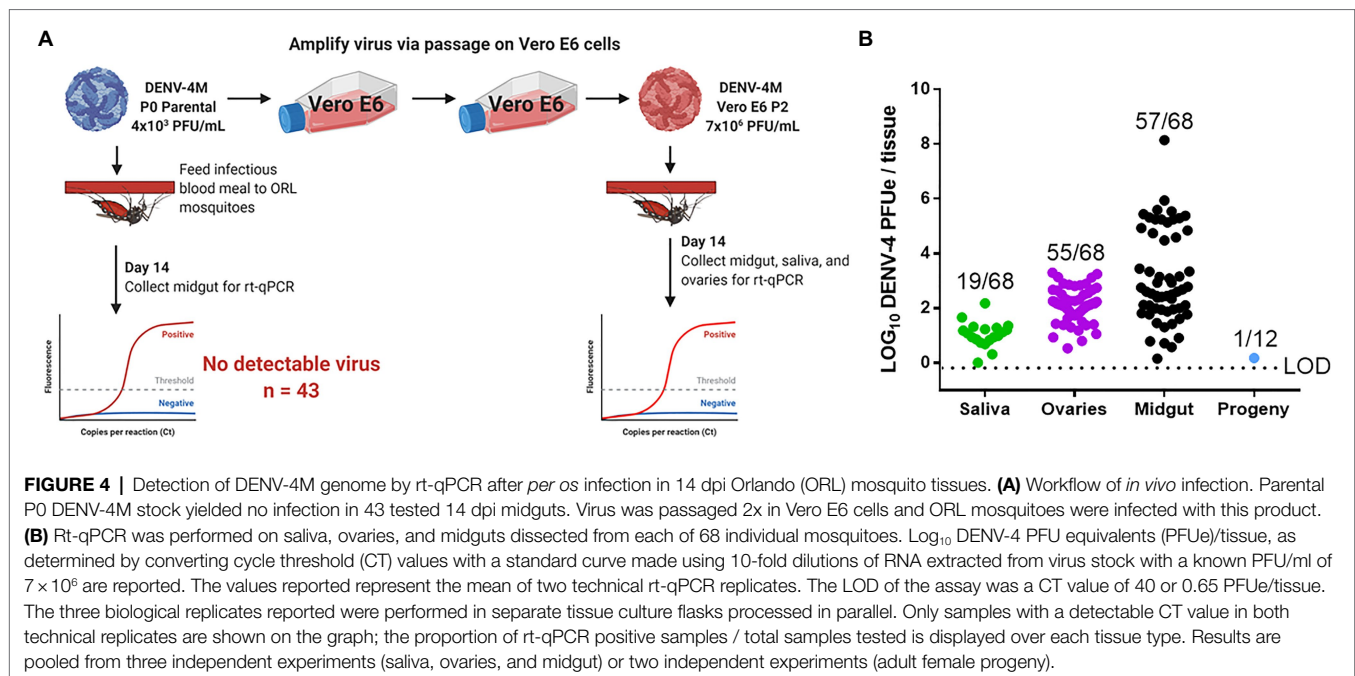 A
Amplify virus via passage on Vero E6 cells
DENV-4M
P0 Parental
4x10³ PFU/mL
Vero E6
Vero E6
DENV-4M
Vero E6 P2
7x10⁶ PFU/mL
Feed infectious
blood meal to ORL
mosquitoes
Day 14
Collect midgut for rt-qPCR
Day 14
Collect midgut, saliva, and
ovaries for rt-qPCR
Fluorescence
Positive
Threshold
Negative
Copies per reaction (Ct)
No detectable virus
n = 43
Fluorescence
Positive
Threshold
Negative
Copies per reaction (Ct)
B
LOG₁₀ DENV-4 PFUe / tissue
10
8
6
4
2
0
19/68
55/68
57/68
1/12
LOD
Saliva
Ovaries
Midgut
Progeny
FIGURE 4 | Detection of DENV-4M genome by rt-qPCR after per os infection in 14 dpi Orlando (ORL) mosquito tissues. (A) Workflow of in vivo infection. Parental
P0 DENV-4M stock yielded no infection in 43 tested 14 dpi midguts. Virus was passaged 2x in Vero E6 cells and ORL mosquitoes were infected with this product.
(B) Rt-qPCR was performed on saliva, ovaries, and midguts dissected from each of 68 individual mosquitoes. Log₁₀ DENV-4 PFU equivalents (PFUe)/tissue, as
determined by converting cycle threshold (CT) values with a standard curve made using 10-fold dilutions of RNA extracted from virus stock with a known PFU/ml of
7 × 10⁶ are reported. The values reported represent the mean of two technical rt-qPCR replicates. The LOD of the assay was a CT value of 40 or 0.65 PFUe/tissue.
The three biological replicates reported were performed in separate tissue culture flasks processed in parallel. Only samples with a detectable CT value in both
technical replicates are shown on the graph; the proportion of rt-qPCR positive samples / total samples tested is displayed over each tissue type. Results are
pooled from three independent experiments (saliva, ovaries, and midgut) or two independent experiments (adult female progeny).